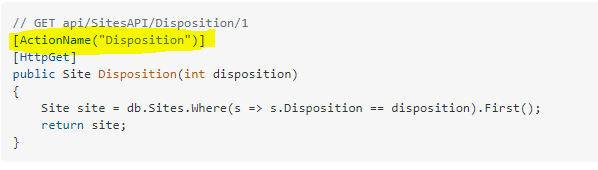 // GET api/SitesAPI/Disposition/1
[ActionName("Disposition")]
[HttpGet]
public Site Disposition(int disposition)
{
    Site site = db.Sites.Where(s => s.Disposition == disposition).First();
    return site;
}